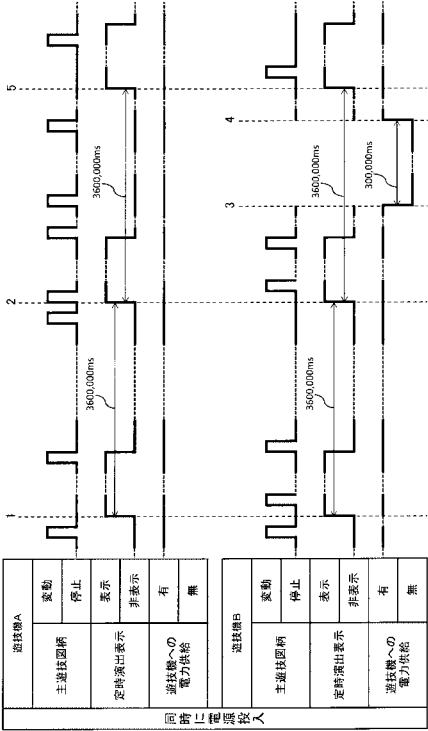 同時に電源投入
遊技機A
主遊技図柄
変動
停止
定時演出表示
表示
非表示
遊技機への
電力供給
有
無
1
2
5
3600,000ms
3600,000ms
遊技機B
主遊技図柄
変動
停止
定時演出表示
表示
非表示
遊技機への
電力供給
有
無
3
4
3600,000ms
3600,000ms
300,000ms